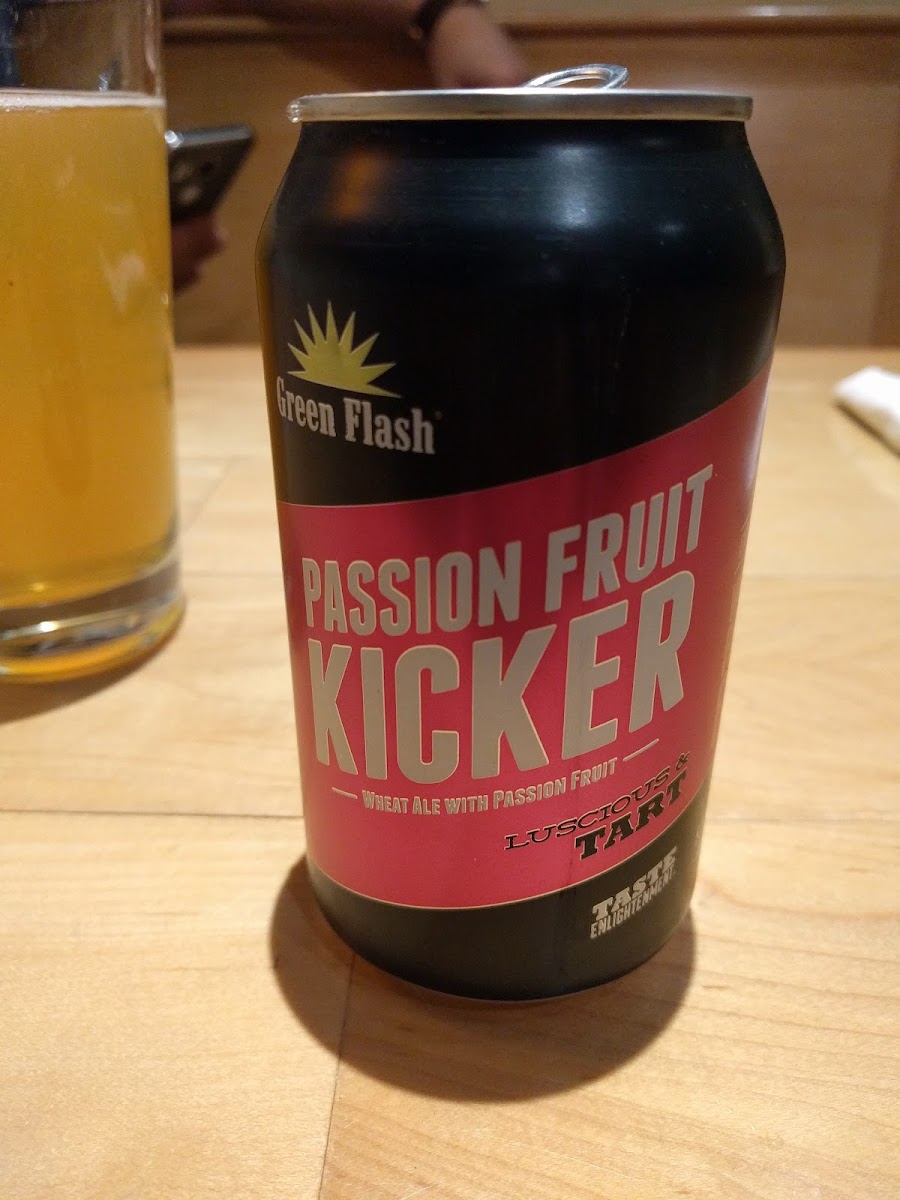 Green Flash
PASSION FRUIT
KICKER
WHEAT ALE WITH PASSION FRUIT
LUSCIOUS &
TART
TASTE
ENLIGHTENMENT.